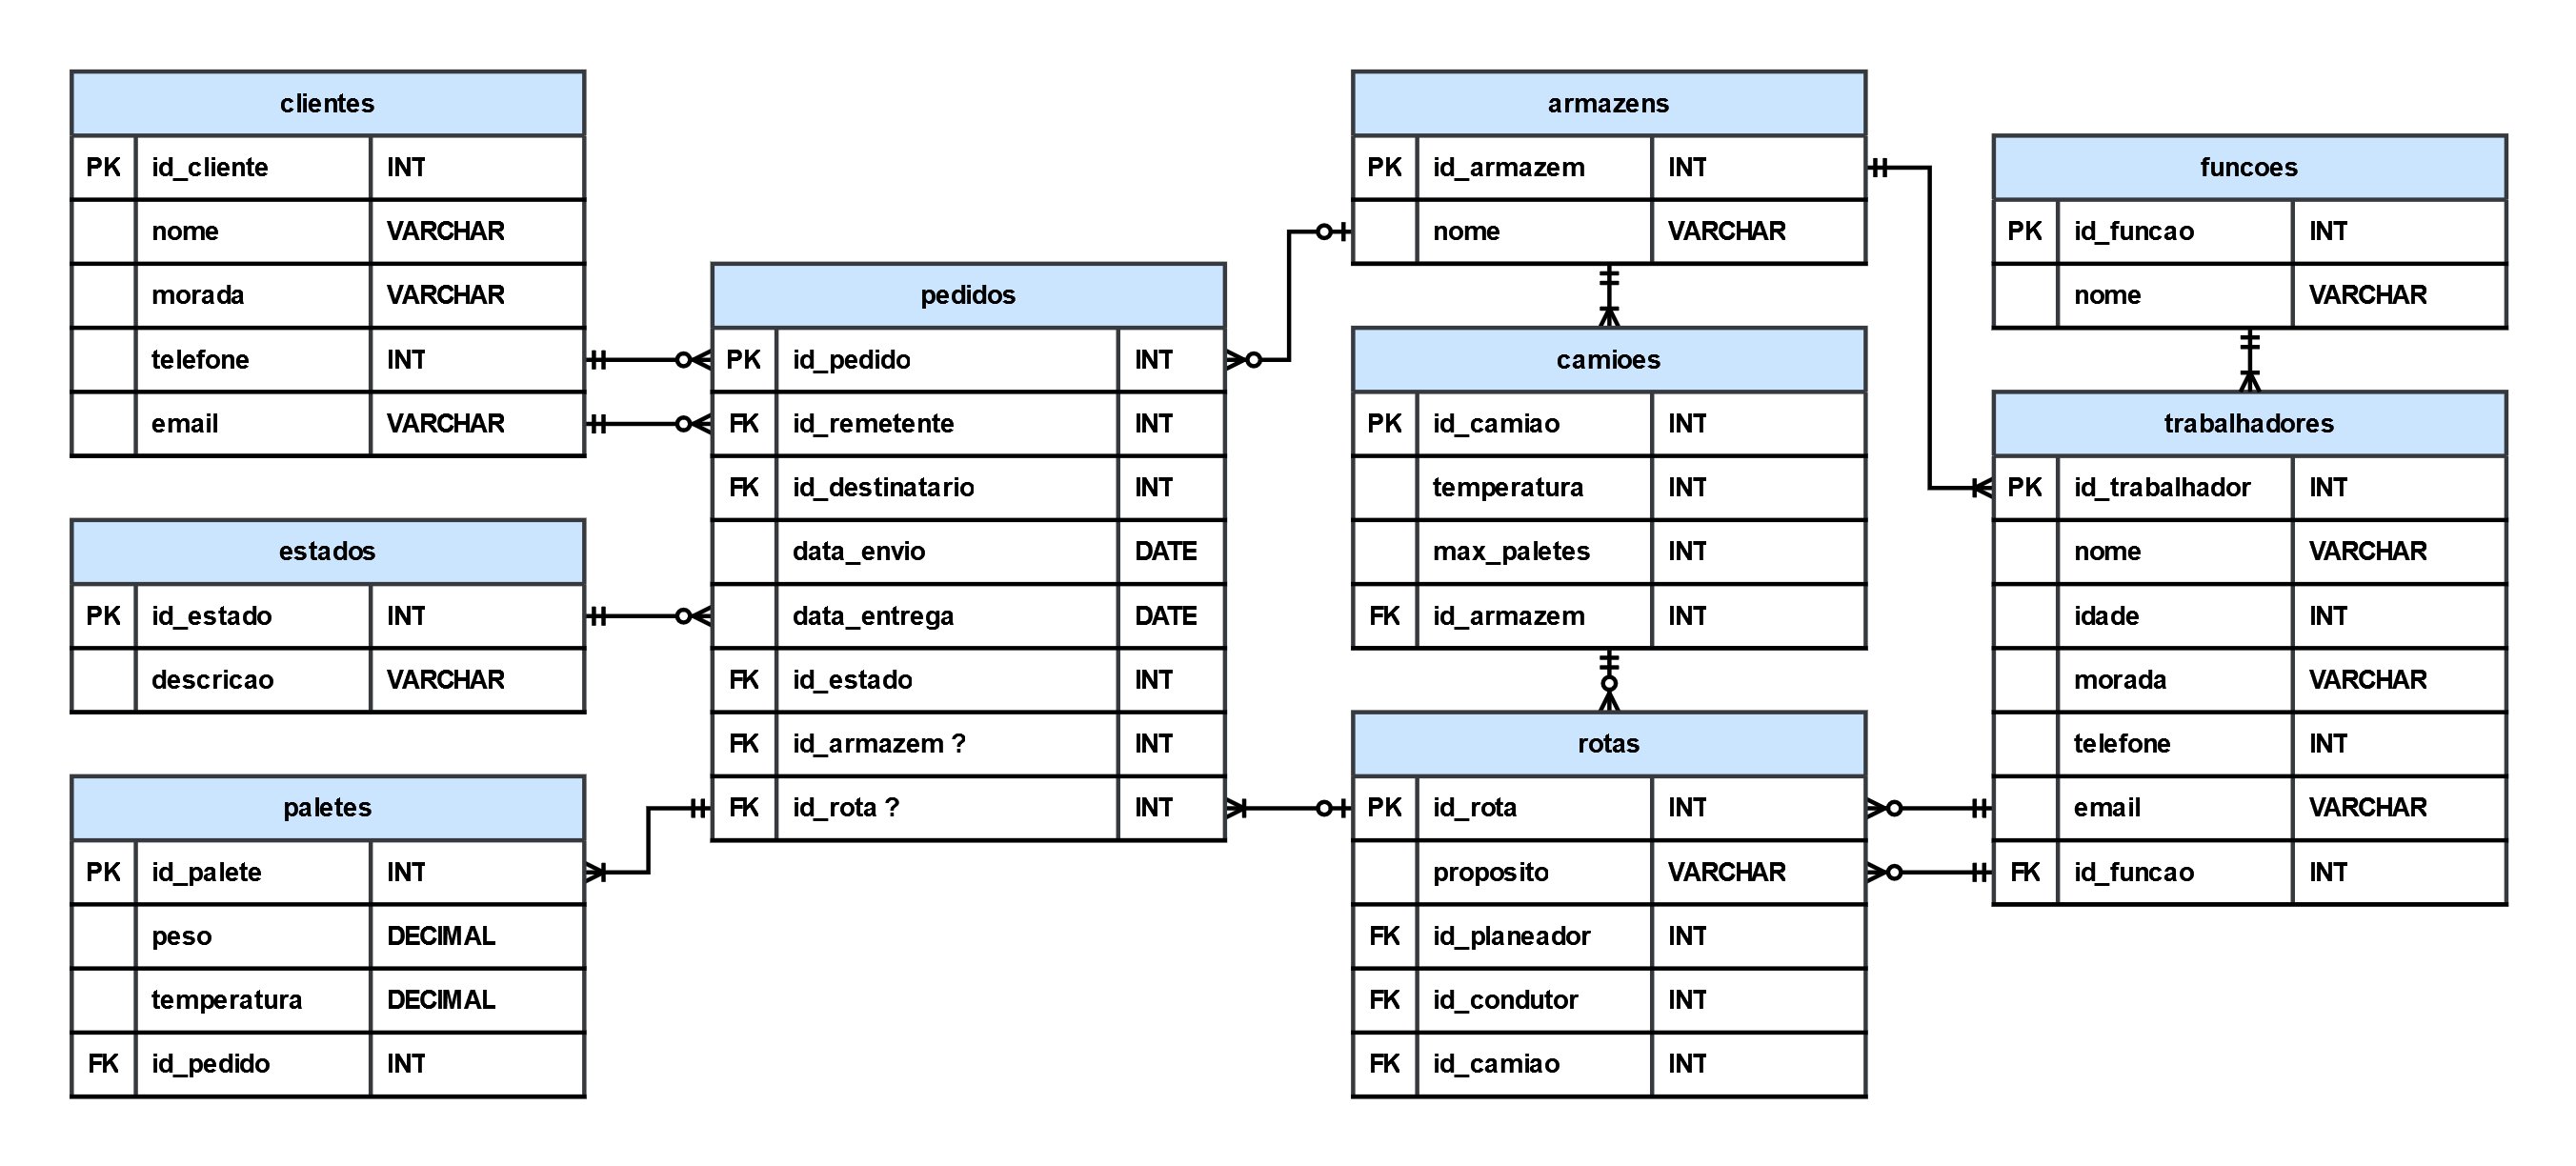 clientes
PK id_cliente INT
nome VARCHAR
morada VARCHAR
telefone INT
email VARCHAR
estados
PK id_estado INT
descricao VARCHAR
paletes
PK id_palete INT
peso DECIMAL
temperatura DECIMAL
FK id_pedido INT
pedidos
PK id_pedido INT
FK id_remetente INT
FK id_destinatario INT
data_envio DATE
data_entrega DATE
FK id_estado INT
FK id_armazem ? INT
FK id_rota ? INT
armazens
PK id_armazem INT
nome VARCHAR
camioes
PK id_camiao INT
temperatura INT
max_paletes INT
FK id_armazem INT
rotas
PK id_rota INT
proposito VARCHAR
FK id_planeador INT
FK id_condutor INT
FK id_camiao INT
funcoes
PK id_funcao INT
nome VARCHAR
trabalhadores
PK id_trabalhador INT
nome VARCHAR
idade INT
morada VARCHAR
telefone INT
email VARCHAR
FK id_funcao INT